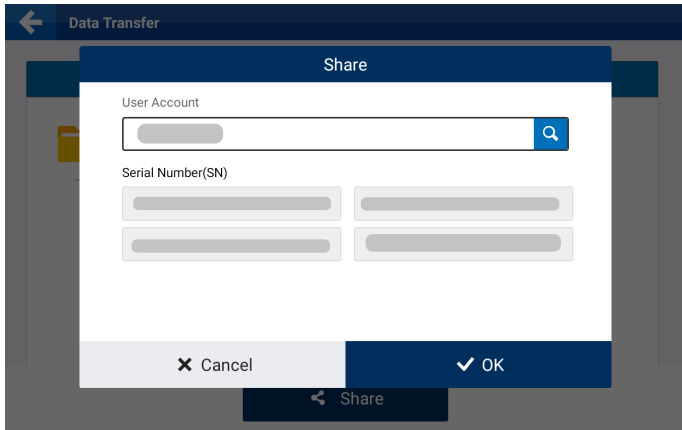 Data Transfer
Share
User Account
Serial Number(SN)
Cancel
OK
Share